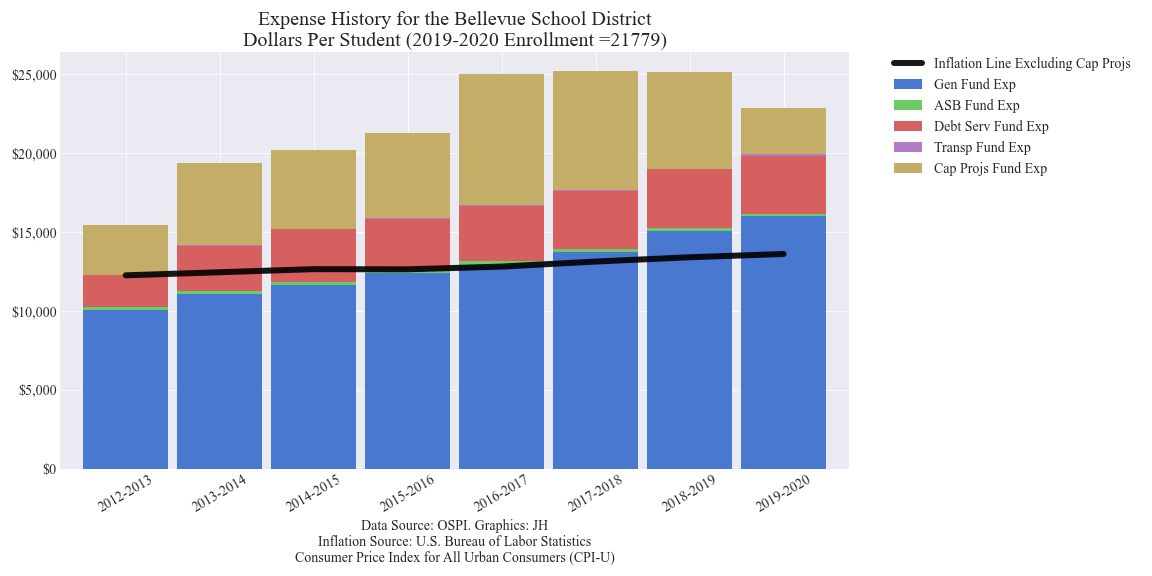 Expense History for the Bellevue School District
Dollars Per Student (2019-2020 Enrollment =21779)
$25,000
$20,000
$15,000
$10,000
$5,000
$0
2012-2013
2013-2014
2014-2015
2015-2016
2016-2017
2017-2018
2018-2019
2019-2020
Data Source: OSPI. Graphics: JH
Inflation Source: U.S. Bureau of Labor Statistics
Consumer Price Index for All Urban Consumers (CPI-U)
Inflation Line Excluding Cap Projs
Gen Fund Exp
ASB Fund Exp
Debt Serv Fund Exp
Transp Fund Exp
Cap Projs Fund Exp